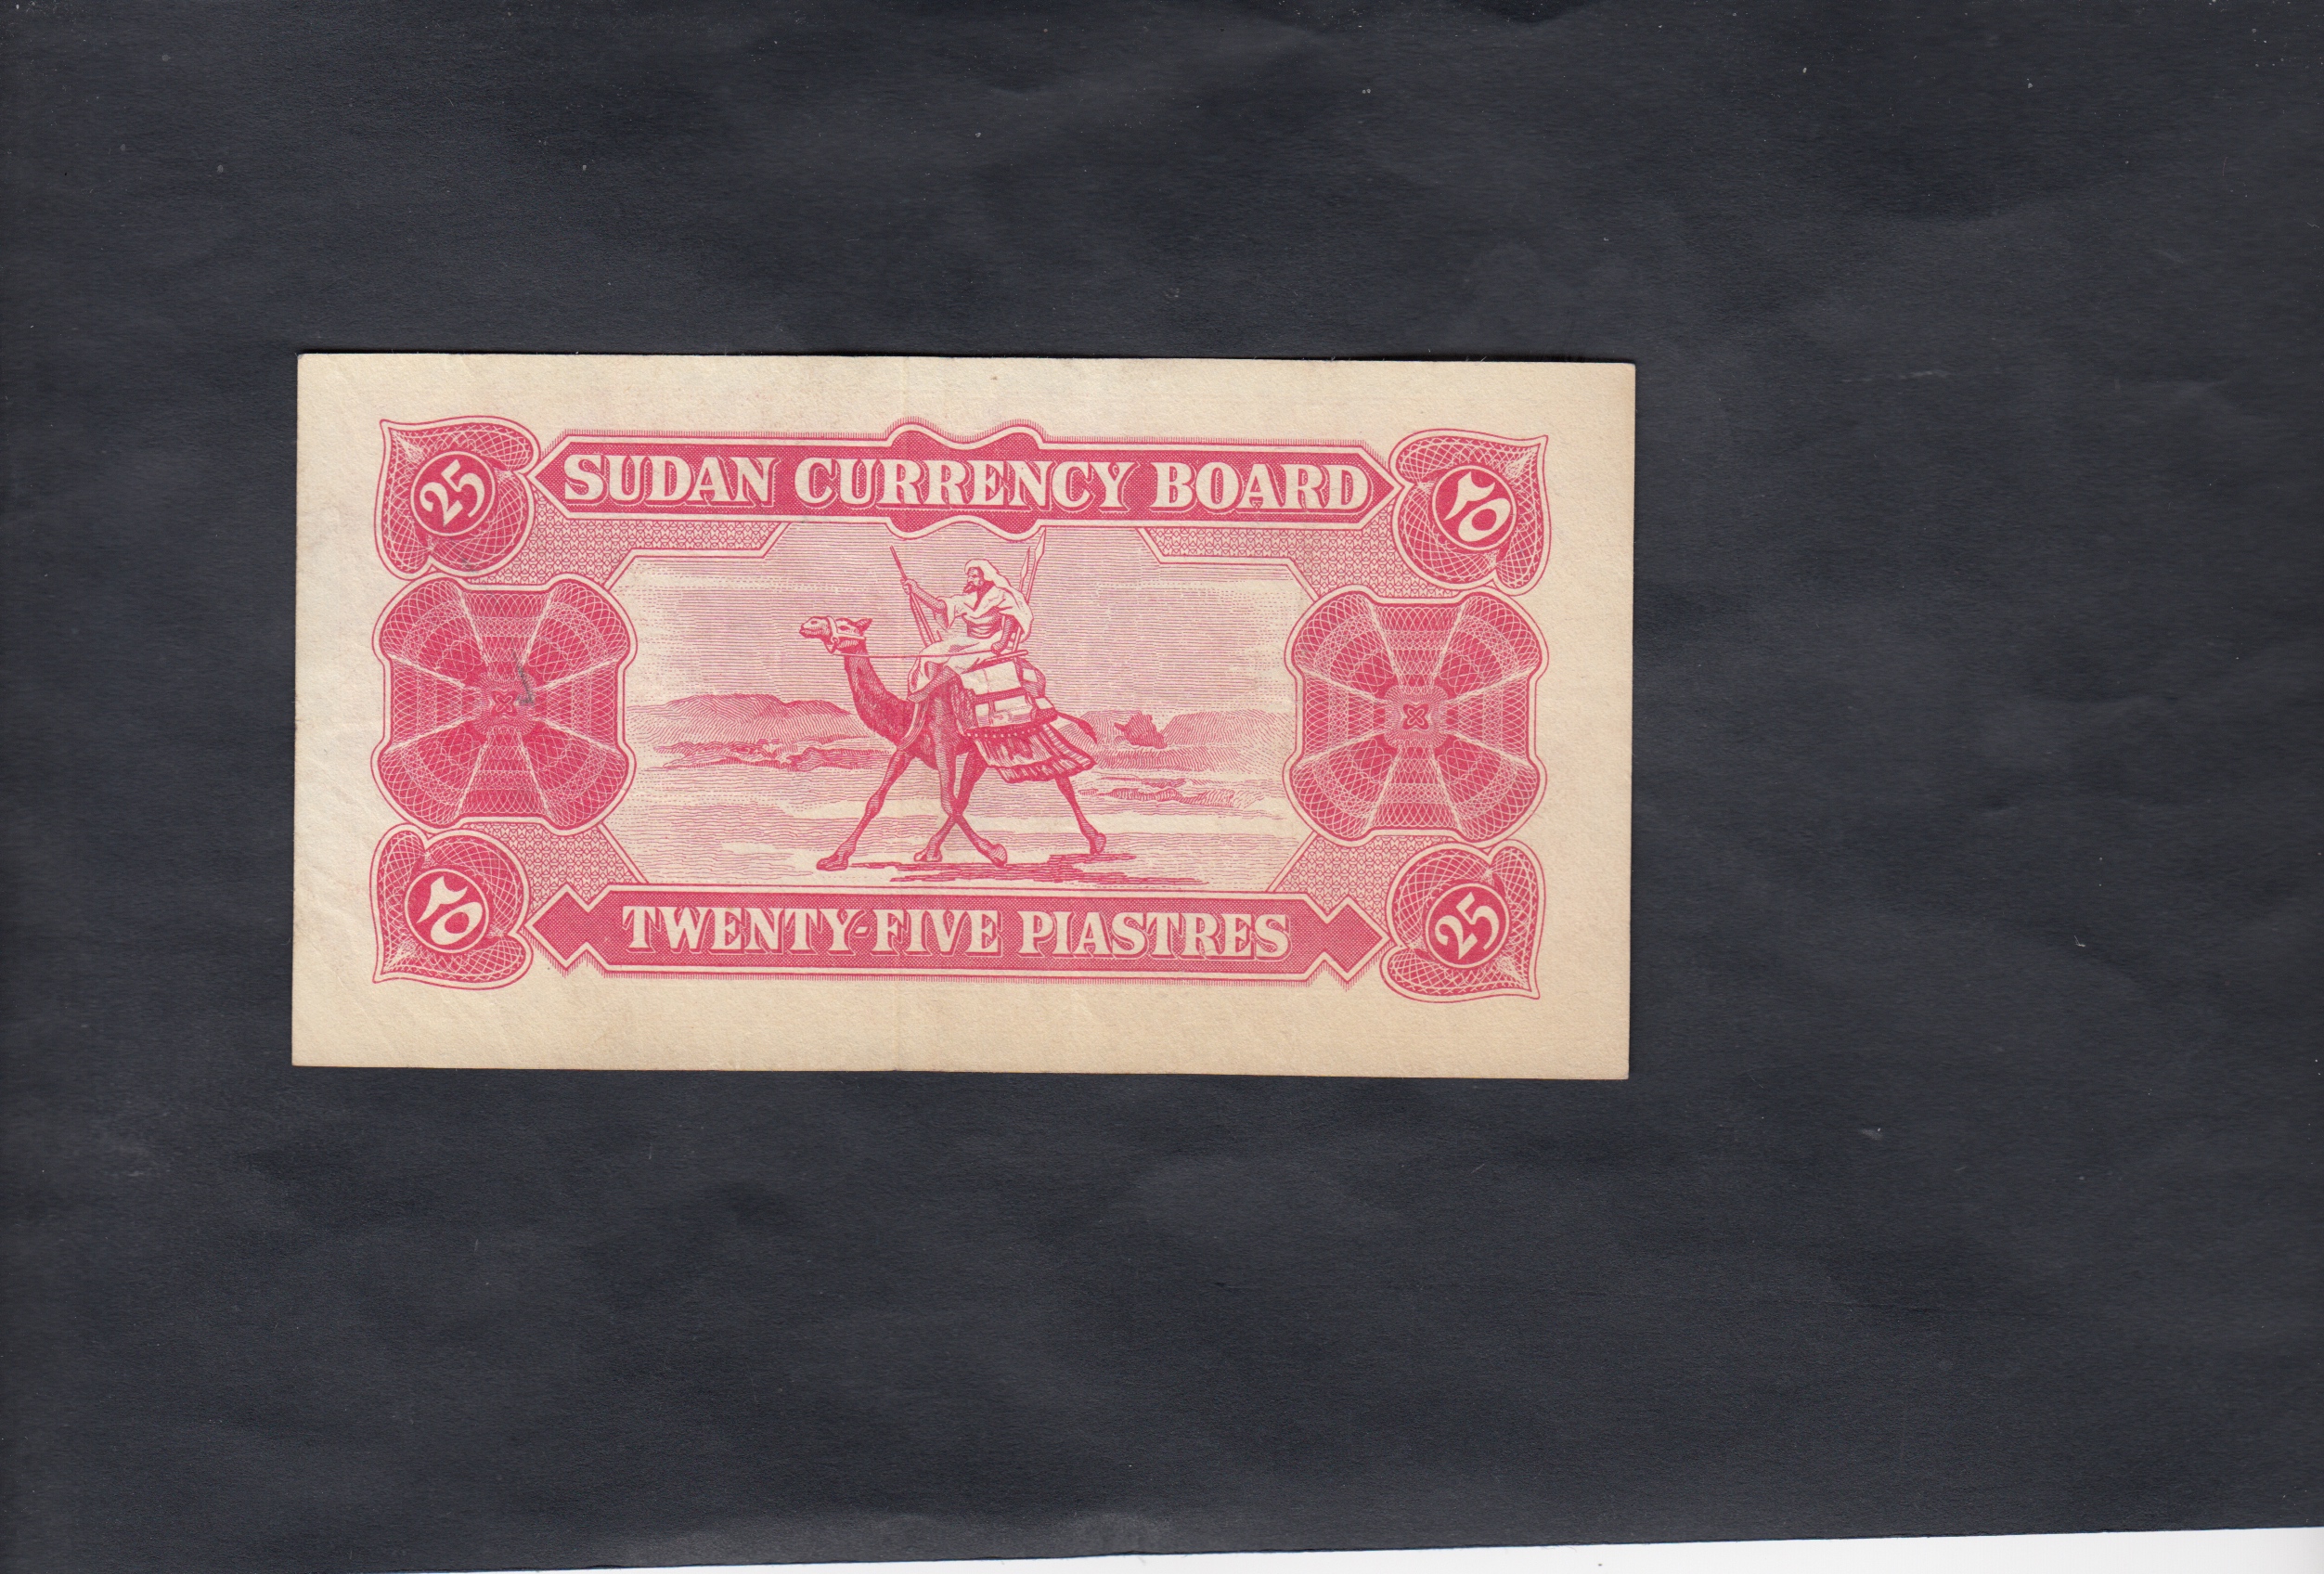 25
SUDAN CURRENCY BOARD
٢٥
٢٥
TWENTY-FIVE PIASTRES
25